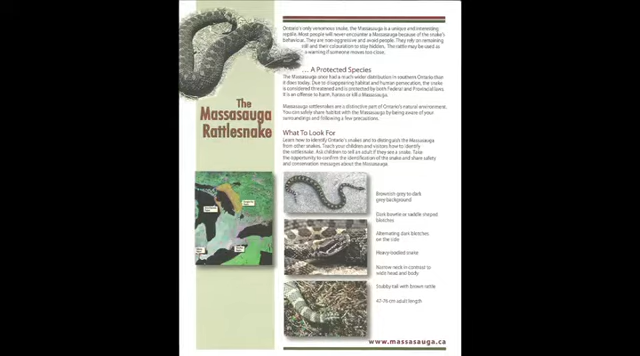 The
Massasauga
Rattlesnake
Ontario's only venomous snake, the Massasauga is a unique and interesting
reptile. Most people will never encounter a Massasauga because of the snake's
behaviour. They are non-aggressive and avoid people. They rely on remaining
still and their colouration to stay hidden. The rattle may be used as
a warning if someone moves too close.
... A Protected Species
The Massasauga once had a much wider distribution in southern Ontario than
it does today. Due to disappearing habitat and human persecution, the snake
is considered threatened and is protected by both Federal and Provincial laws.
It is an offense to harm, harass or kill a Massasauga.
Massasauga rattlesnakes are a distinctive part of Ontario's natural environment.
You can safely share habitat with the Massasauga by being aware of your
surroundings and following a few precautions.
What To Look For
Learn how to identify Ontario's snakes and to distinguish the Massasauga
from other snakes. Teach your children and visitors how to identify
the rattlesnake. Ask children to tell an adult if they see a snake. Take
the opportunity to confirm the identification of the snake and share safety
and conservation messages about the Massasauga.
Brownish grey to dark
grey background
Dark bowtie or saddle shaped
blotches
Alternating dark blotches
on the side
Heavy-bodied snake
Narrow neck in contrast to
wide head and body
Stubby tail with brown rattle
47-76 cm adult length
www.massasauga.ca